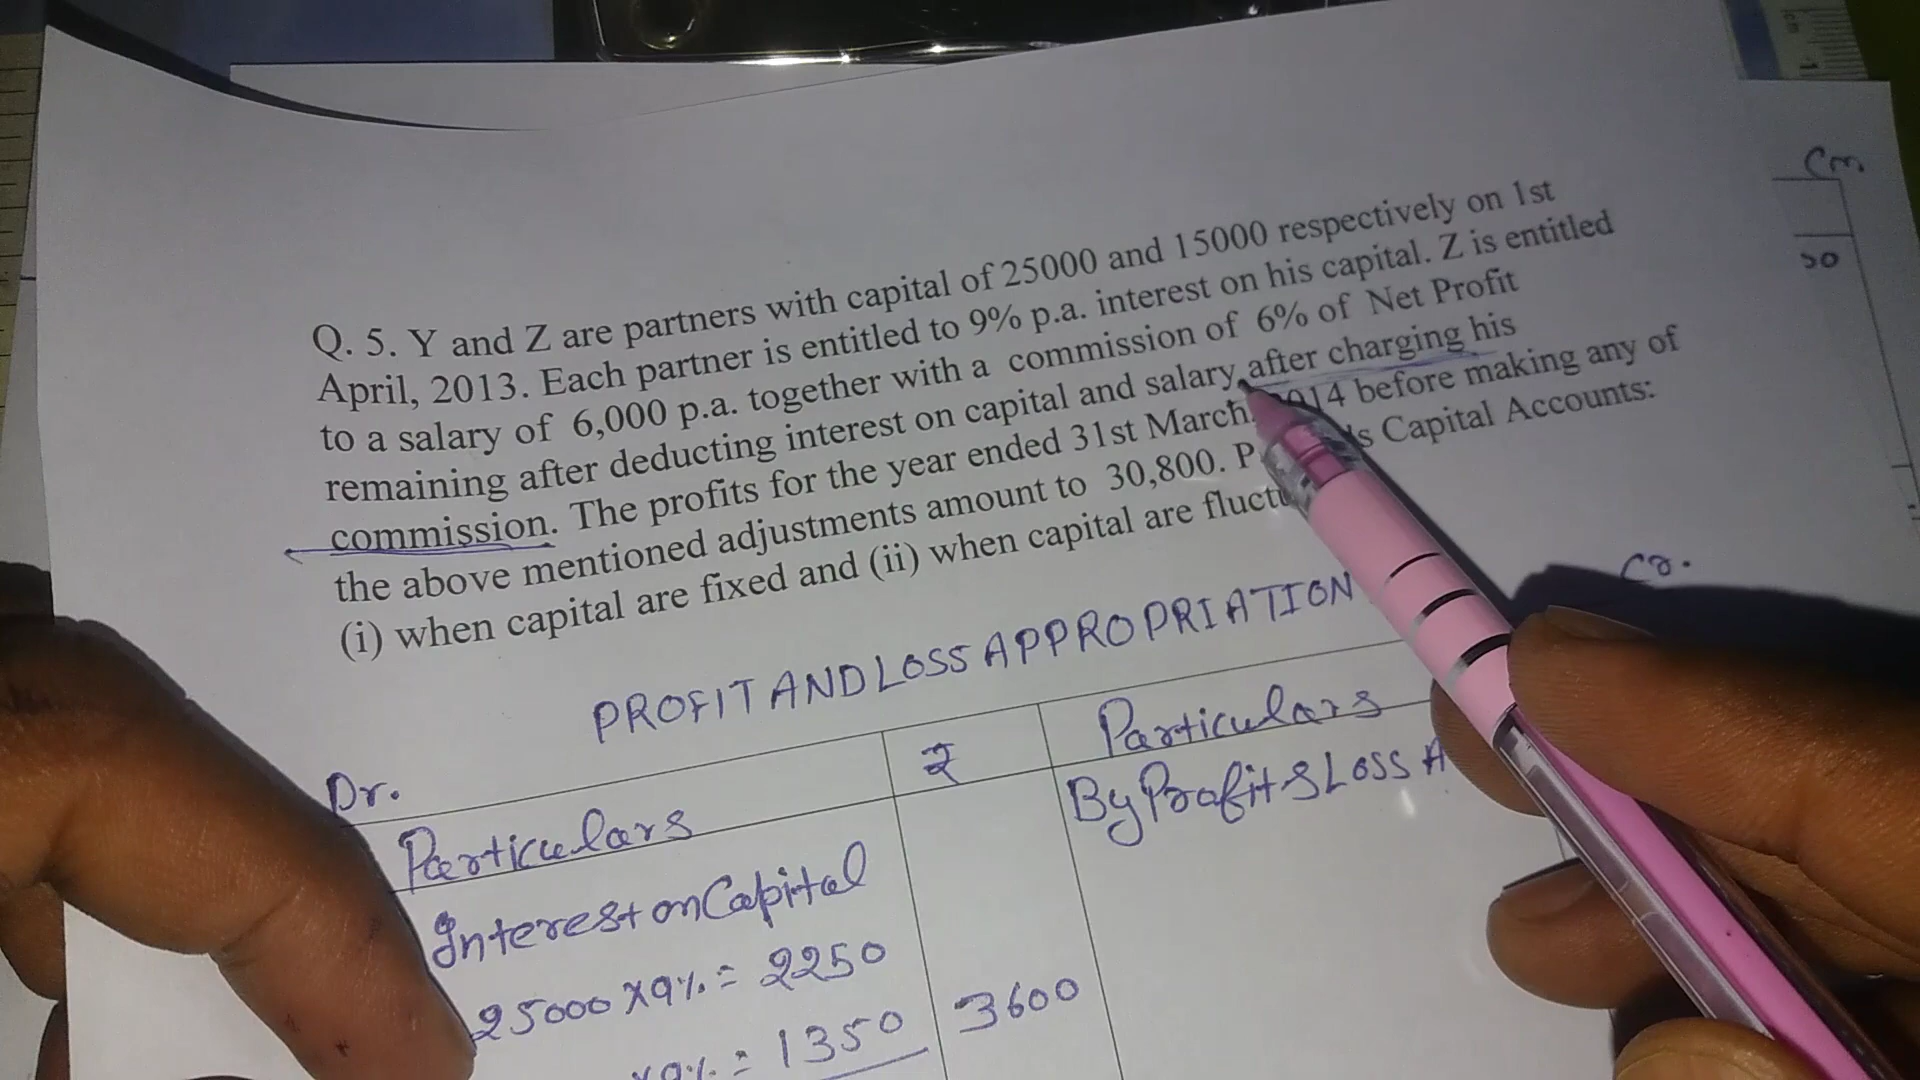 Q. 5. Y and Z are partners with capital of 25000 and 15000 respectively on 1st
April, 2013. Each partner is entitled to 9% p.a. interest on his capital. Z is entitled
to a salary of 6,000 p.a. together with a commission of 6% of Net Profit
remaining after deducting interest on capital and salary after charging his
commission. The profits for the year ended 31st March, 2014 before making any of
the above mentioned adjustments amount to 30,800. P s Capital Accounts:
(i) when capital are fixed and (ii) when capital are fluctu
PROFIT AND LOSS APPROPRIATION
Dr. Cr.
Particulars ₹ Particulars
Interest on Capital By Profit & Loss A
25000 x 9% = 2250
x9% = 1350 3600
Cm.